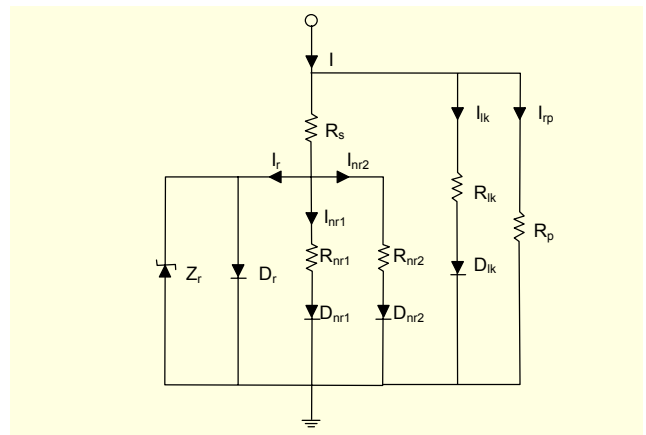 I
R_s
I_lk
I_rp
I_r
I_nr2
I_nr1
R_lk
R_p
Z_r
D_r
R_nr1
R_nr2
D_lk
D_nr1
D_nr2